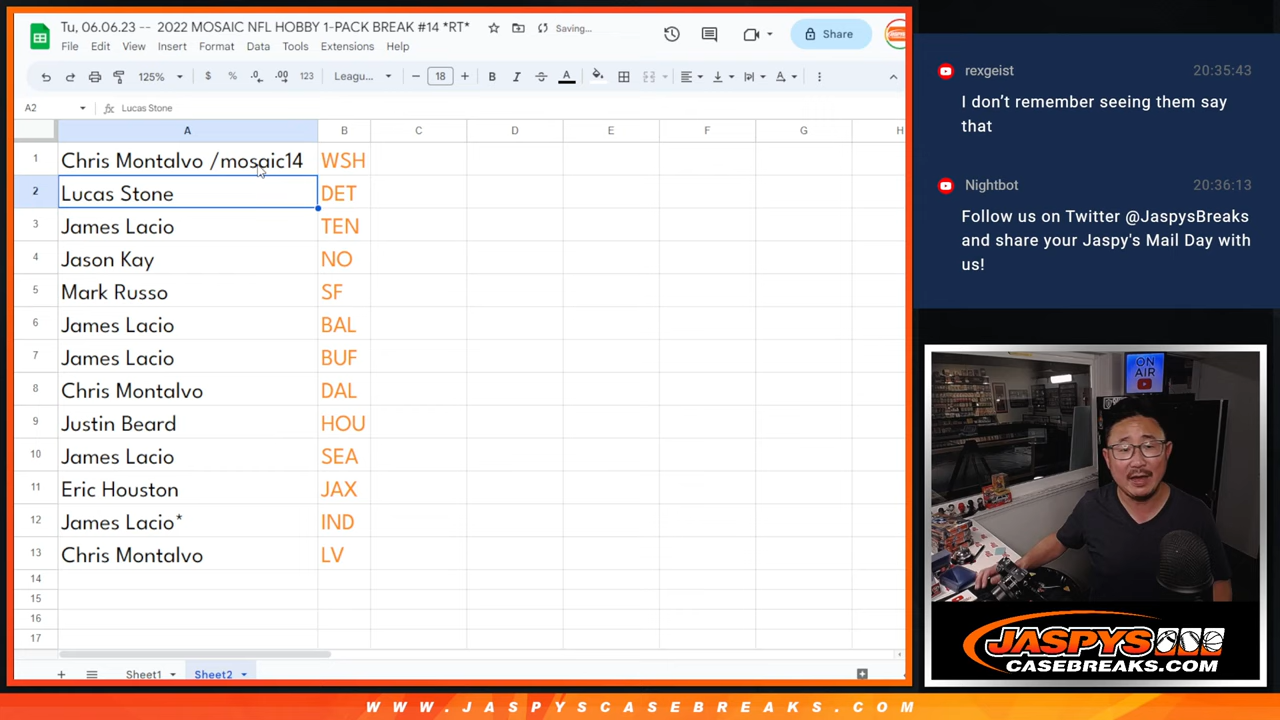 Tu, 06.06.23 -- 2022 MOSAIC NFL HOBBY 1-PACK BREAK #14 *RT*
Saving...
File Edit View Insert Format Data Tools Extensions Help
Share
125% $ % .0 .00 123 Leagu... 18 B I A
A2 fx Lucas Stone
A B C D E F G H
1 Chris Montalvo /mosaic14 WSH
2 Lucas Stone DET
3 James Lacio TEN
4 Jason Kay NO
5 Mark Russo SF
6 James Lacio BAL
7 James Lacio BUF
8 Chris Montalvo DAL
9 Justin Beard HOU
10 James Lacio SEA
11 Eric Houston JAX
12 James Lacio* IND
13 Chris Montalvo LV
14
15
16
17
Sheet1 Sheet2
rexgeist 20:35:43
I don't remember seeing them say
that
Nightbot 20:36:13
Follow us on Twitter @JaspysBreaks
and share your Jaspy's Mail Day with
us!
ON
AIR
JASPYS
CASEBREAKS.COM
WWW.JASPYSCASEBREAKS.COM